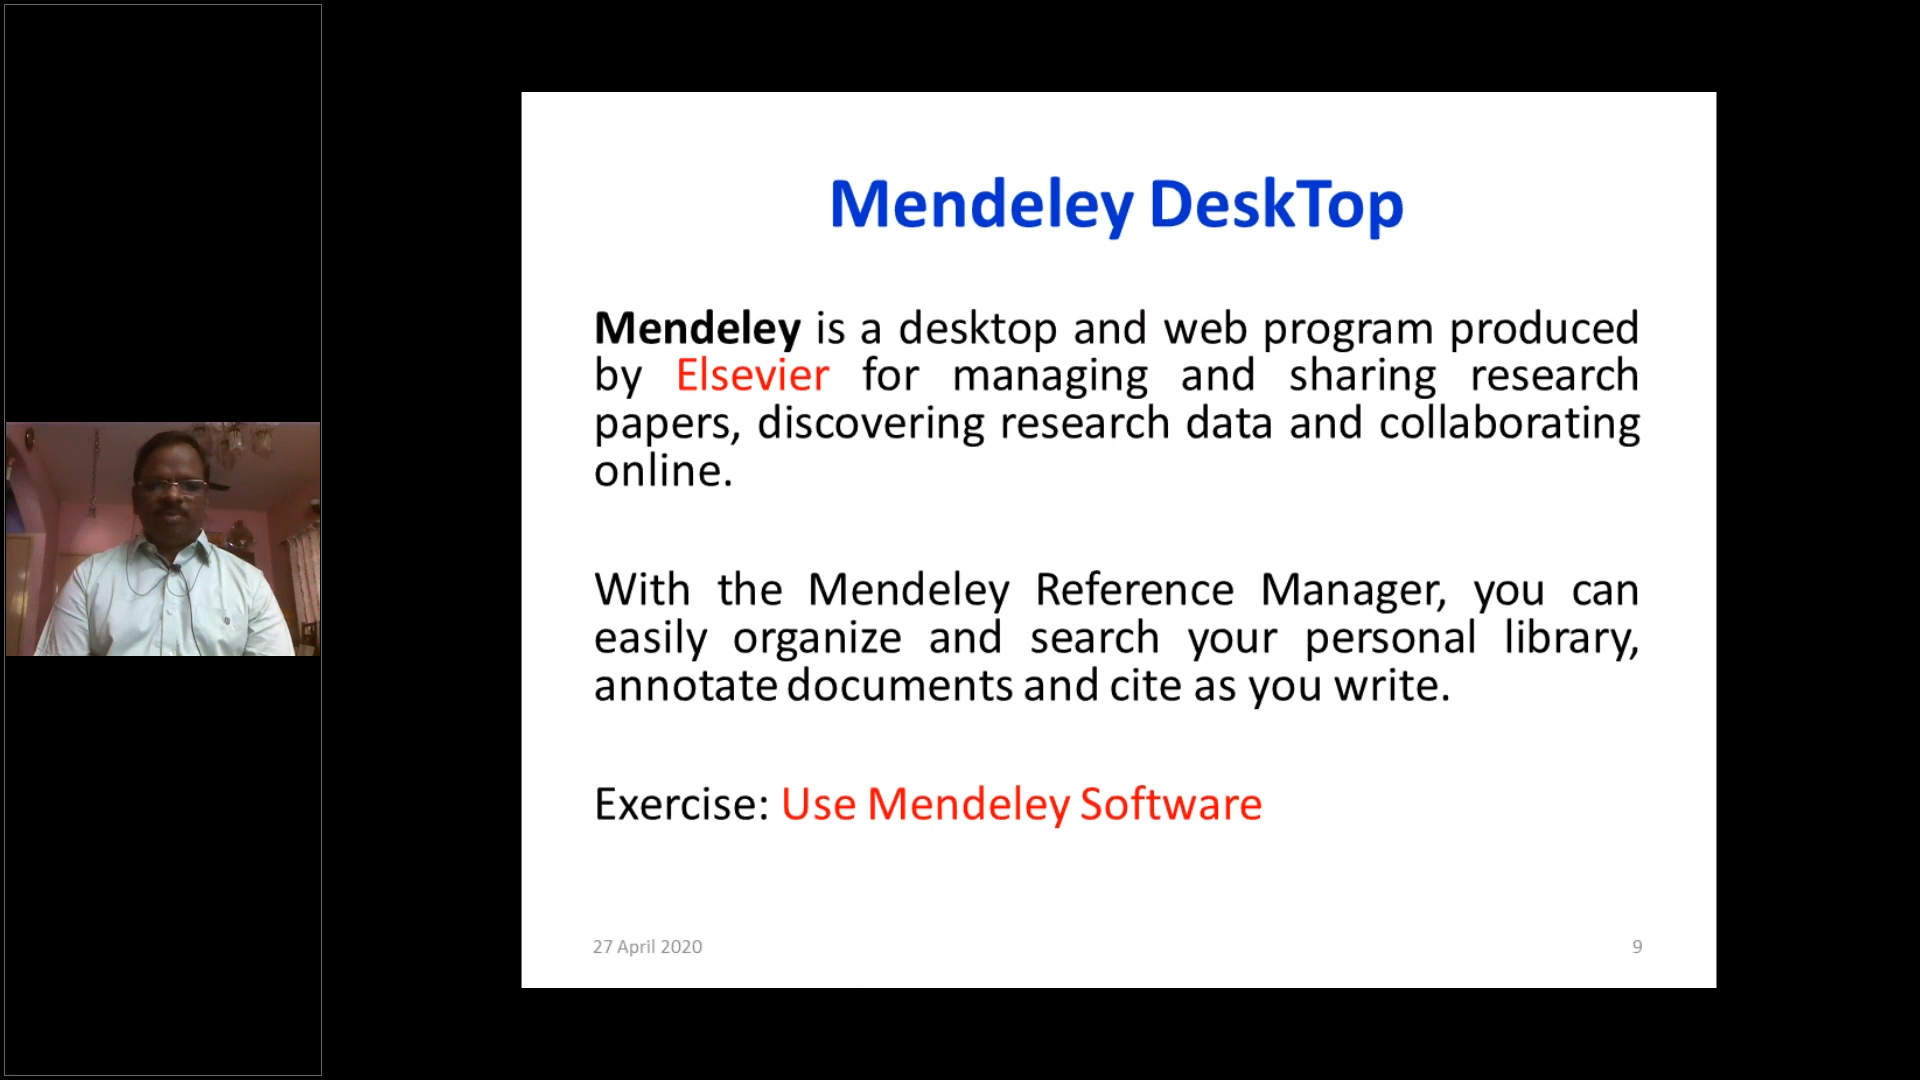 Mendeley DeskTop
Mendeley is a desktop and web program produced
by Elsevier for managing and sharing research
papers, discovering research data and collaborating
online.
With the Mendeley Reference Manager, you can
easily organize and search your personal library,
annotate documents and cite as you write.
Exercise: Use Mendeley Software
27 April 2020
9